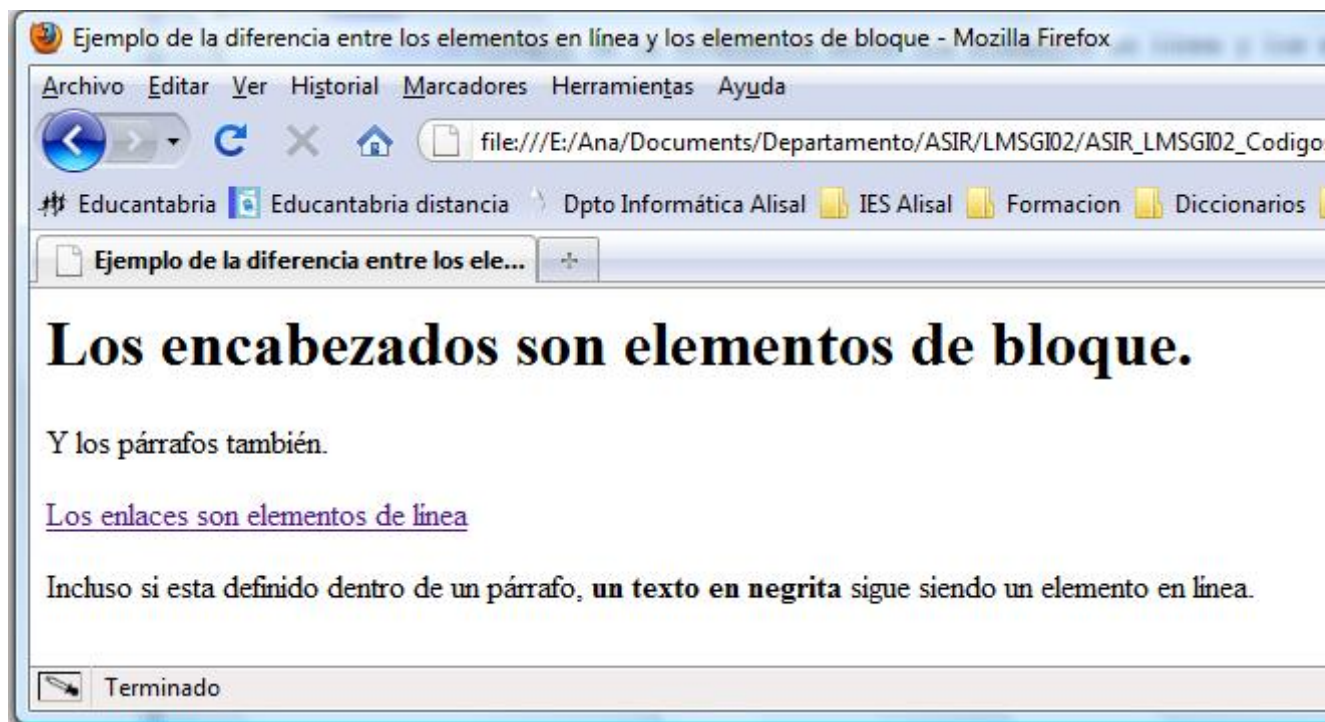 Ejemplo de la diferencia entre los elementos en línea y los elementos de bloque - Mozilla Firefox
Archivo Editar Ver Historial Marcadores Herramientas Ayuda
file:///E:/Ana/Documents/Departamento/ASIR/LMSGI02/ASIR_LMSGI02_Codigo
Educantabria Educantabria distancia Dpto Informática Alisal IES Alisal Formacion Diccionarios
Ejemplo de la diferencia entre los ele...
Los encabezados son elementos de bloque.
Y los párrafos también.
Los enlaces son elementos de línea
Incluso si esta definido dentro de un párrafo, un texto en negrita sigue siendo un elemento en línea.
Terminado